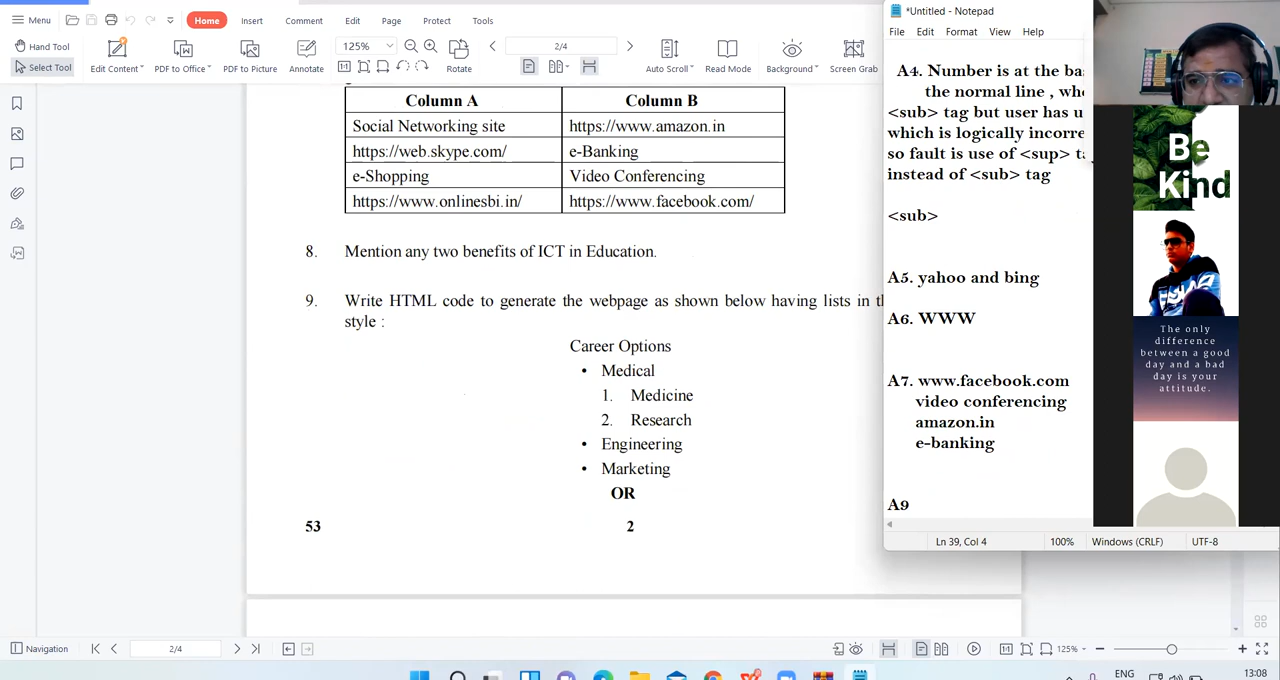 Menu
Home
Insert
Comment
Edit
Page
Protect
Tools
Hand Tool
Select Tool
Edit Content
PDF to Office
PDF to Picture
Annotate
125%
Rotate
2/4
Auto Scroll
Read Mode
Background
Screen Grab
Column A Column B
Social Networking site https://www.amazon.in
https://web.skype.com/ e-Banking
e-Shopping Video Conferencing
https://www.onlinesbi.in/ https://www.facebook.com/
8. Mention any two benefits of ICT in Education.
9. Write HTML code to generate the webpage as shown below having lists in
style :
Career Options
• Medical
1. Medicine
2. Research
• Engineering
• Marketing
OR
53 2
*Untitled - Notepad
File Edit Format View Help
A4. Number is at the
the normal line ,
<sub> tag but user has
which is logically
so fault is use of <sup>
instead of <sub> tag
<sub>
A5. yahoo and bing
A6. WWW
A7. www.facebook.com
video conferencing
amazon.in
e-banking
A9
Ln 39, Col 4 100% Windows (CRLF) UTF-8
Be
Kind
The only
difference
between a good
day and a bad
day is your
attitude.
Navigation
2/4
125%
ENG
13:08